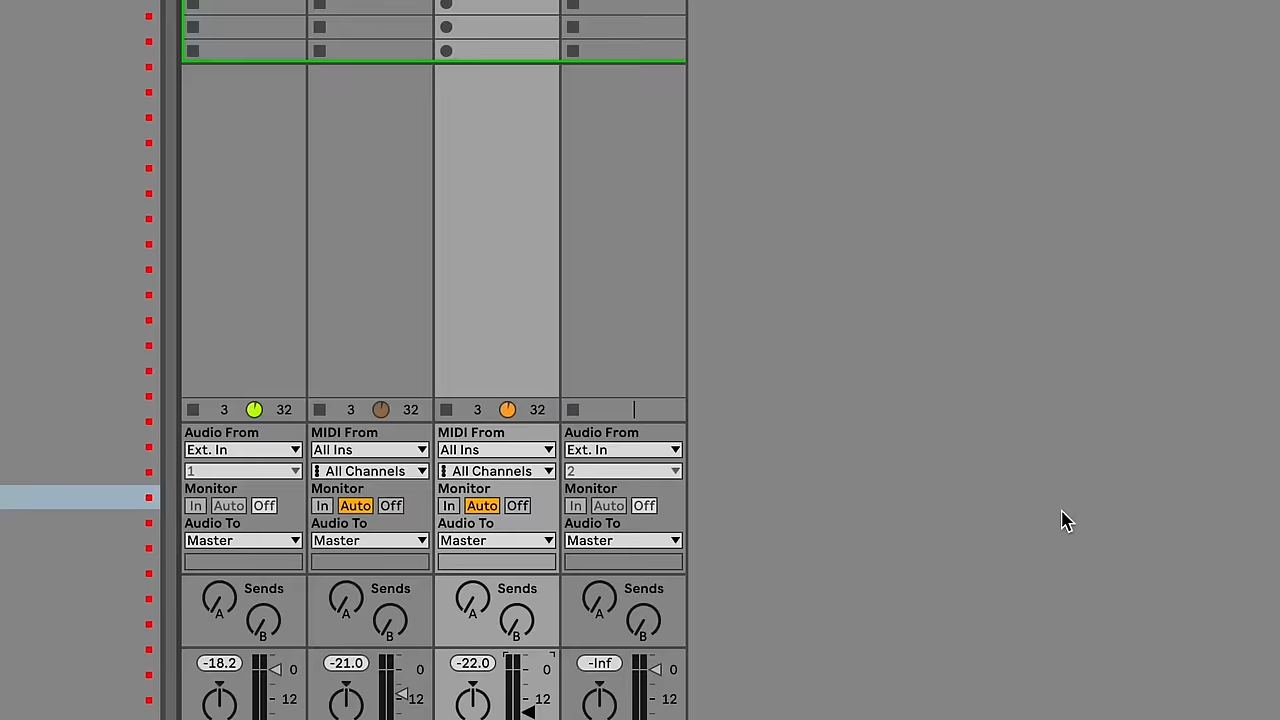 3 32 3 32 3 32
Audio From MIDI From MIDI From Audio From
Ext. In All Ins All Ins Ext. In
1 All Channels All Channels 2
Monitor Monitor Monitor Monitor
In Auto Off In Auto Off In Auto Off In Auto Off
Audio To Audio To Audio To Audio To
Master Master Master Master
Sends Sends Sends Sends
A A A A
B B B B
-18.2 0 -21.0 0 -22.0 0 -Inf 0
12 12 12 12